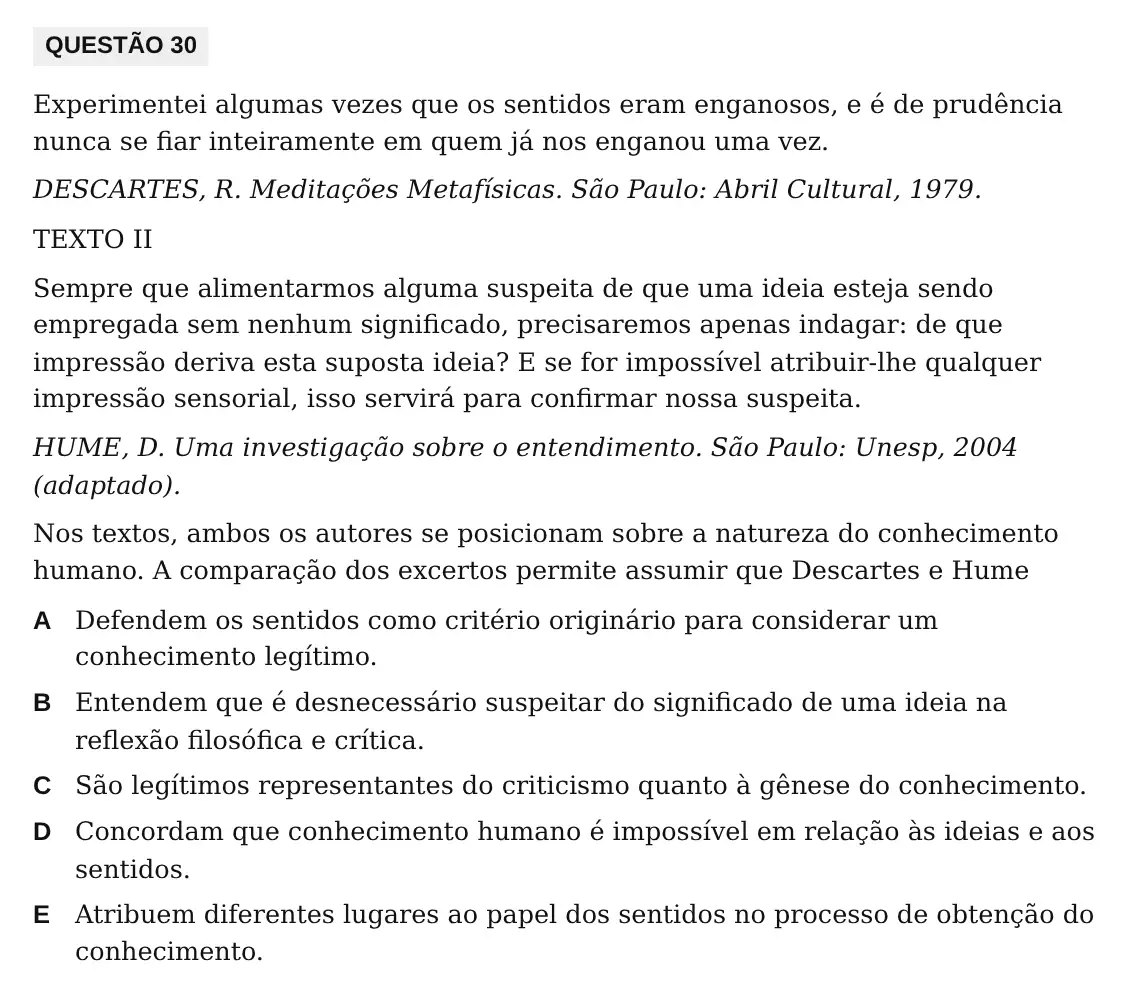 QUESTÃO 30
Experimentei algumas vezes que os sentidos eram enganosos, e é de prudência
nunca se fiar inteiramente em quem já nos enganou uma vez.
DESCARTES, R. Meditações Metafísicas. São Paulo: Abril Cultural, 1979.
TEXTO II
Sempre que alimentarmos alguma suspeita de que uma ideia esteja sendo
empregada sem nenhum significado, precisaremos apenas indagar: de que
impressão deriva esta suposta ideia? E se for impossível atribuir-lhe qualquer
impressão sensorial, isso servirá para confirmar nossa suspeita.
HUME, D. Uma investigação sobre o entendimento. São Paulo: Unesp, 2004
(adaptado).
Nos textos, ambos os autores se posicionam sobre a natureza do conhecimento
humano. A comparação dos excertos permite assumir que Descartes e Hume
A Defendem os sentidos como critério originário para considerar um
conhecimento legítimo.
B Entendem que é desnecessário suspeitar do significado de uma ideia na
reflexão filosófica e crítica.
C São legítimos representantes do criticismo quanto à gênese do conhecimento.
D Concordam que conhecimento humano é impossível em relação às ideias e aos
sentidos.
E Atribuem diferentes lugares ao papel dos sentidos no processo de obtenção do
conhecimento.